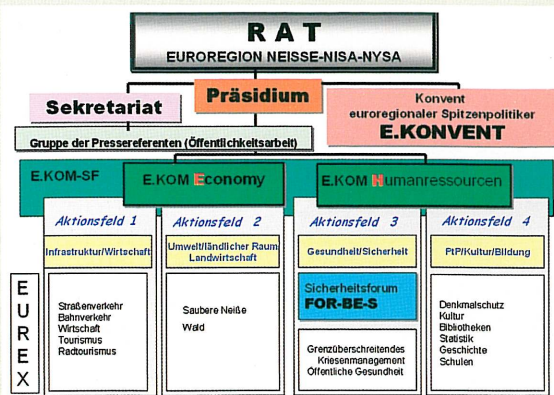 RAT
EUROREGION NEISSE-NISA-NYSA
Sekretariat
Präsidium
Konvent
euroregionaler Spitzenpolitiker
E.KONVENT
Gruppe der Pressereferenten (Öffentlichkeitsarbeit)
E.KOM-SF
E.KOM Economy
E.KOM Humanressourcen
Aktionsfeld 1
Aktionsfeld 2
Aktionsfeld 3
Aktionsfeld 4
Infrastruktur/Wirtschaft
Umwelt/ländlicher Raum
Landwirtschaft
Gesundheit/Sicherheit
PtP/Kultur/Bildung
EUREX
Straßenverkehr
Bahnverkehr
Wirtschaft
Tourismus
Radtourismus
Saubere Neiße
Wald
Sicherheitsforum
FOR-BE-S
Grenzüberschreitendes
Kriesenmanagement
Öffentliche Gesundheit
Denkmalschutz
Kultur
Bibliotheken
Statistik
Geschichte
Schulen